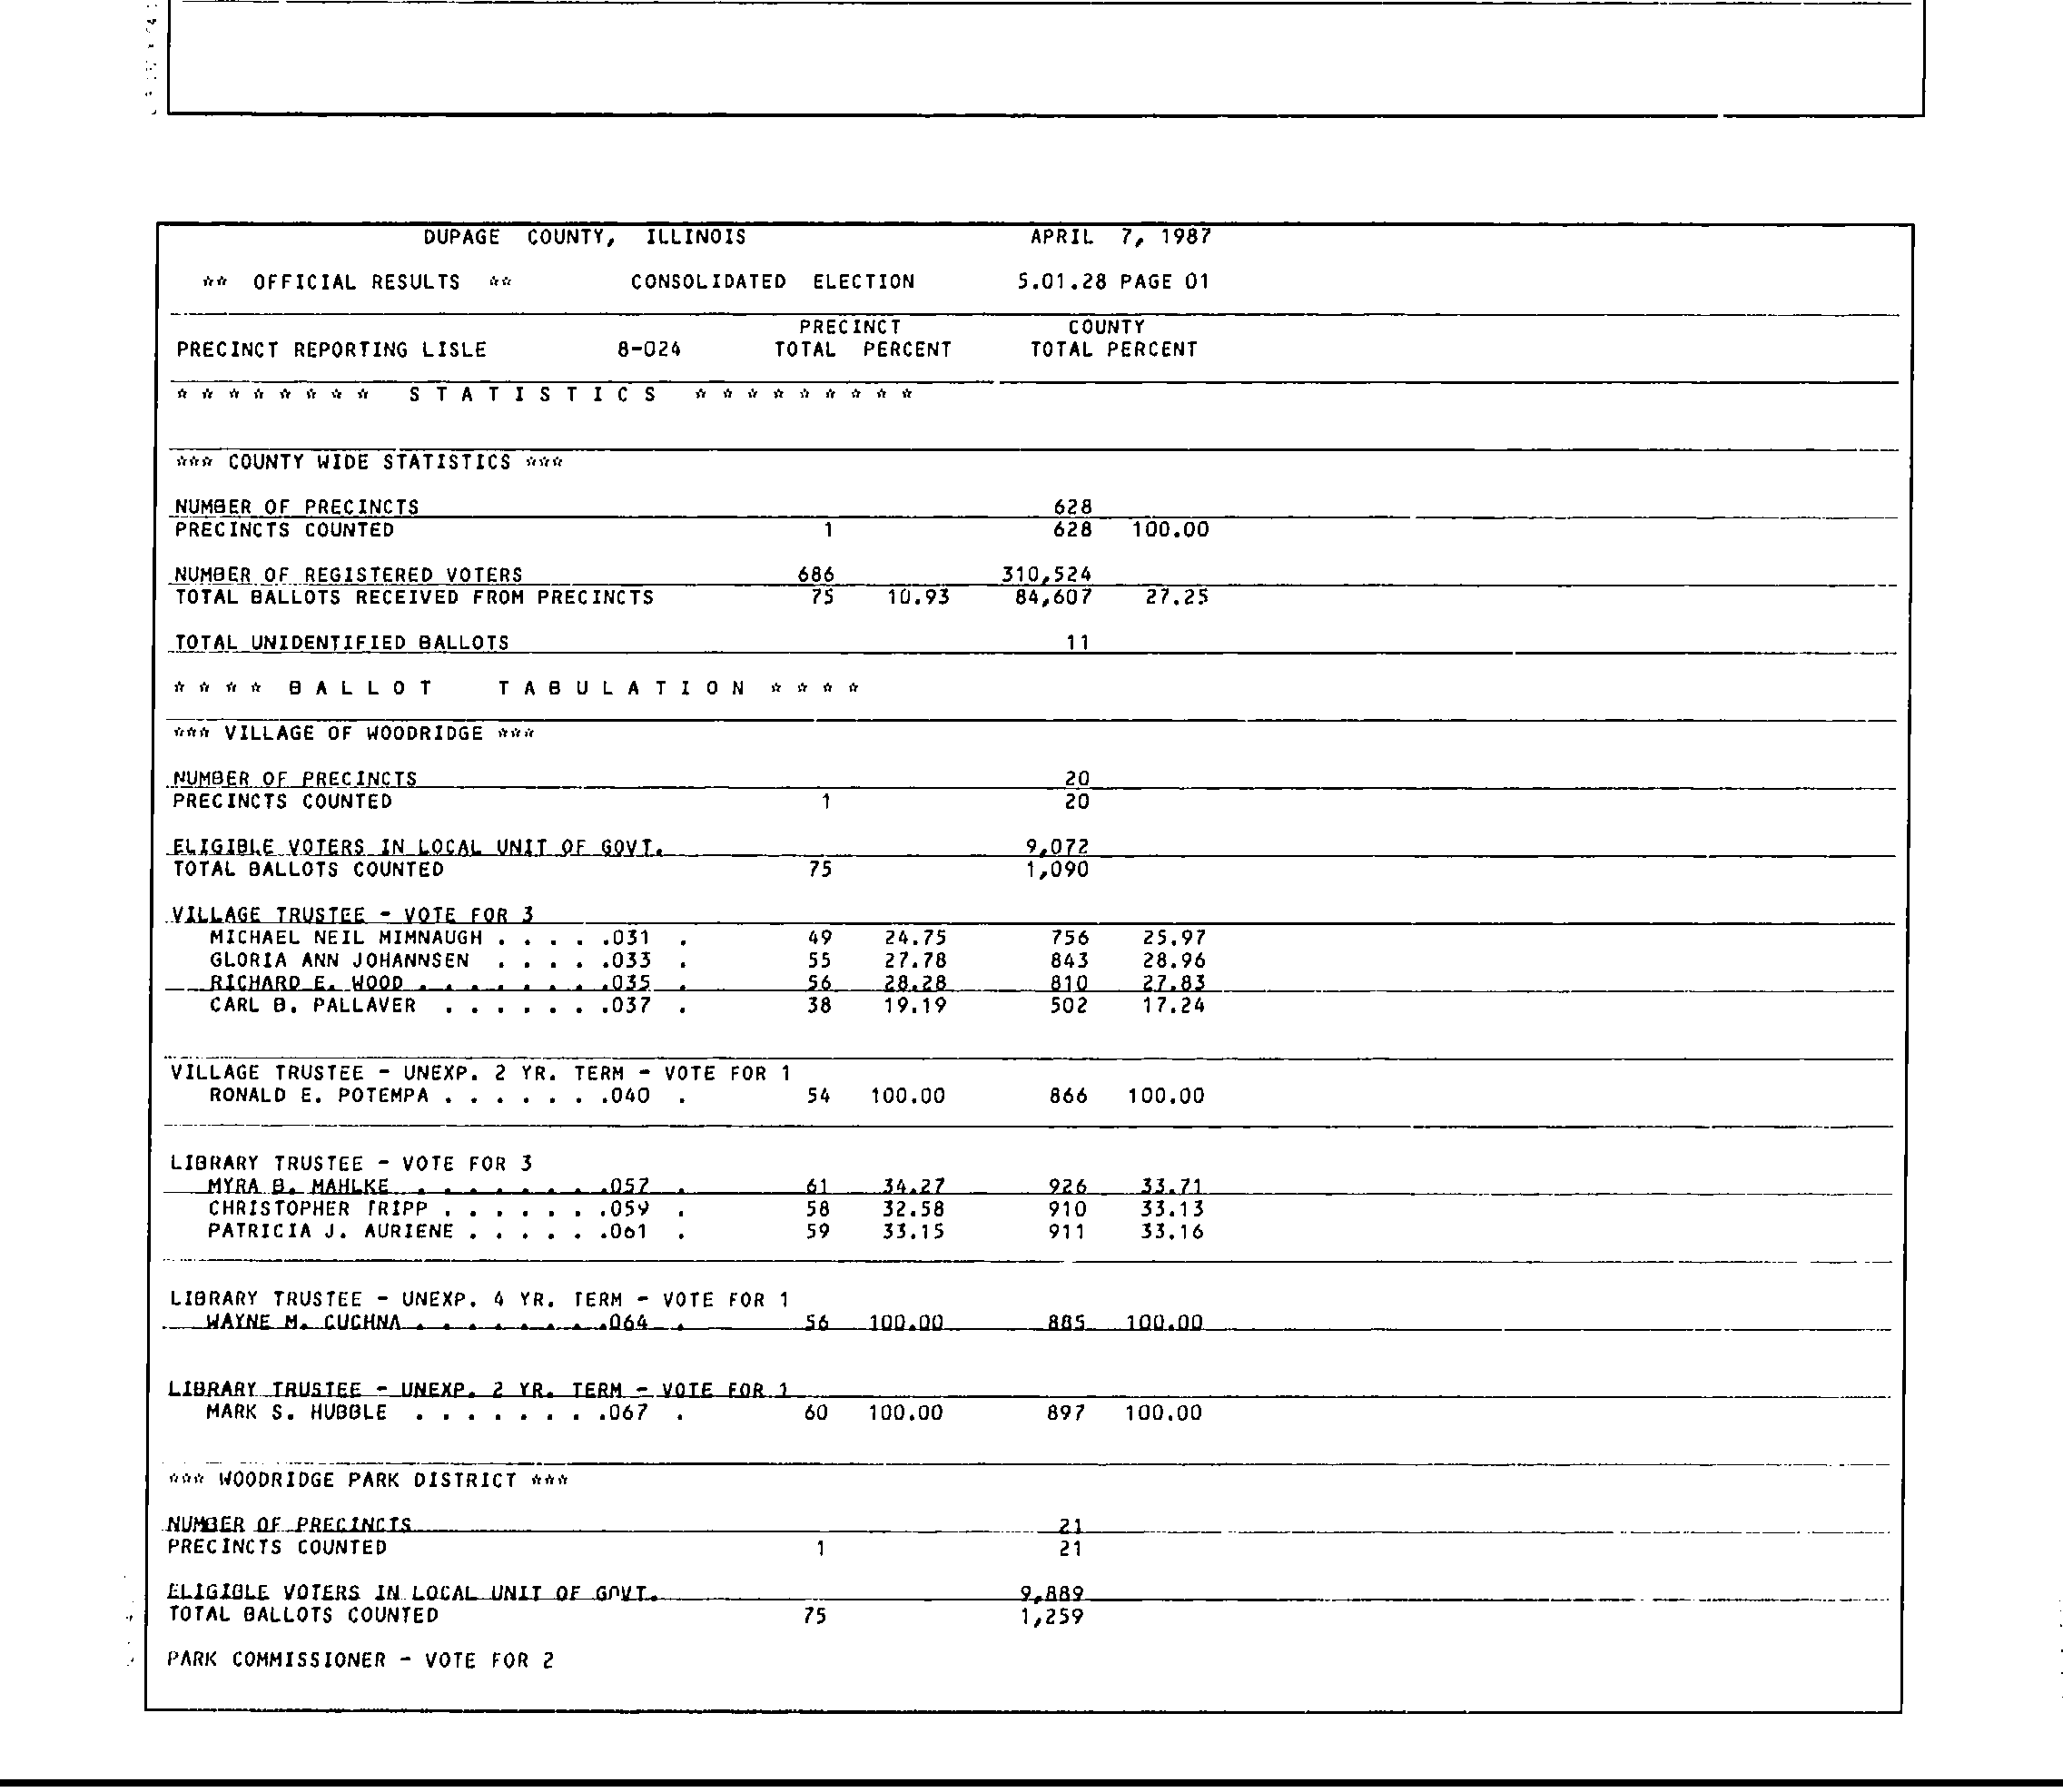 DUPAGE COUNTY, ILLINOIS APRIL 7, 1987
** OFFICIAL RESULTS ** CONSOLIDATED ELECTION 5.01.28 PAGE 01
PRECINCT COUNTY
PRECINCT REPORTING LISLE 8-024 TOTAL PERCENT TOTAL PERCENT
* * * * * * * * S T A T I S T I C S * * * * * * * * *
*** COUNTY WIDE STATISTICS ***
NUMBER OF PRECINCTS 628
PRECINCTS COUNTED 1 628 100.00
NUMBER OF REGISTERED VOTERS 686 310,524
TOTAL BALLOTS RECEIVED FROM PRECINCTS 75 10.93 84,607 27.25
TOTAL UNIDENTIFIED BALLOTS 11
* * * * B A L L O T T A B U L A T I O N * * * *
*** VILLAGE OF WOODRIDGE ***
NUMBER OF PRECINCTS 20
PRECINCTS COUNTED 1 20
ELIGIBLE VOTERS IN LOCAL UNIT OF GOVT. 9,072
TOTAL BALLOTS COUNTED 75 1,090
VILLAGE TRUSTEE - VOTE FOR 3
MICHAEL NEIL MIMNAUGH . . . . .031 . 49 24.75 756 25.97
GLORIA ANN JOHANNSEN . . . . .033 . 55 27.78 843 28.96
RICHARD E. WOOD . . . . . . . .035 . 56 28.28 810 27.83
CARL B. PALLAVER . . . . . . .037 . 38 19.19 502 17.24
VILLAGE TRUSTEE - UNEXP. 2 YR. TERM - VOTE FOR 1
RONALD E. POTEMPA . . . . . . .040 . 54 100.00 866 100.00
LIBRARY TRUSTEE - VOTE FOR 3
MYRA B. MAHLKE . . . . . . . .057 . 61 34.27 926 33.71
CHRISTOPHER TRIPP . . . . . . .059 . 58 32.58 910 33.13
PATRICIA J. AURIENE . . . . . .061 . 59 33.15 911 33.16
LIBRARY TRUSTEE - UNEXP. 4 YR. TERM - VOTE FOR 1
WAYNE M. CUCHNA . . . . . . . .064 . 56 100.00 885 100.00
LIBRARY TRUSTEE - UNEXP. 2 YR. TERM - VOTE FOR 1
MARK S. HUBBLE . . . . . . . .067 . 60 100.00 897 100.00
*** WOODRIDGE PARK DISTRICT ***
NUMBER OF PRECINCTS 21
PRECINCTS COUNTED 1 21
ELIGIBLE VOTERS IN LOCAL UNIT OF GOVT. 9,889
TOTAL BALLOTS COUNTED 75 1,259
PARK COMMISSIONER - VOTE FOR 2